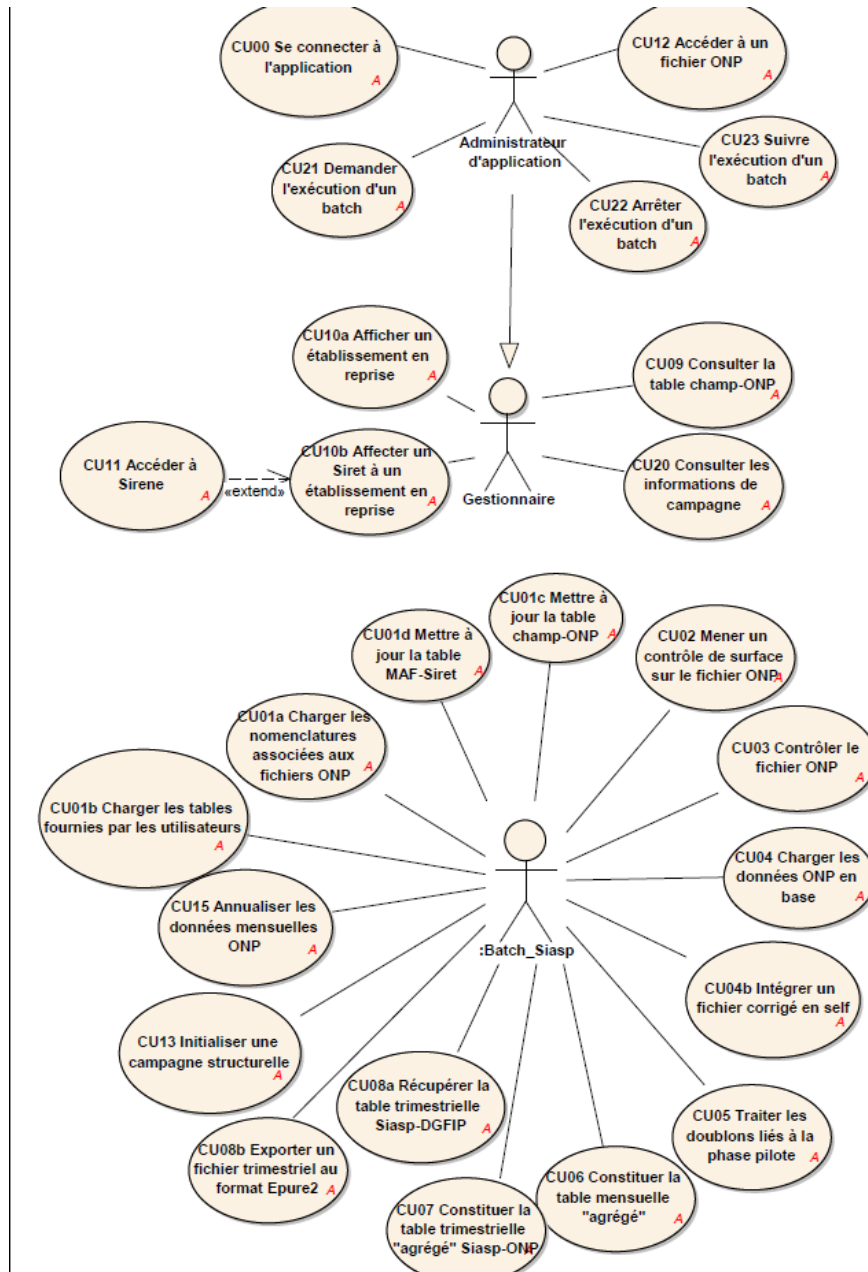 CU00 Se connecter à
l'application
A
CU12 Accéder à un
fichier ONP
A
Administrateur
d'application
CU23 Suivre
l'exécution d'un
batch
A
CU21 Demander
l'exécution d'un
batch
A
CU22 Arrêter
l'exécution d'un
batch
A
CU10a Afficher un
établissement en
reprise
A
CU09 Consulter la
table champ-ONP
A
CU11 Accéder à
Sirene
A
«extend»
CU10b Affecter un
Siret à un
établissement en
reprise
A
Gestionnaire
CU20 Consulter les
informations de
campagne
A
CU01c Mettre à
jour la table
champ-ONP
A
CU01d Mettre à
jour la table
MAF-Siret
A
CU02 Mener un
contrôle de surface
sur le fichier ONP
A
CU01a Charger les
nomenclatures
associées aux
fichiers ONP
A
CU03 Contrôler le
fichier ONP
A
CU01b Charger les tables
fournies par les utilisateurs
A
CU04 Charger les
données ONP en
base
A
CU15 Annualiser les
données mensuelles
ONP
A
:Batch_Siasp
CU04b Intégrer un
fichier corrigé en self
A
CU13 Initialiser une
campagne structurelle
A
CU08a Récupérer la
table trimestrielle
Siasp-DGFIP
A
CU05 Traiter les
doublons liés à la
phase pilote
A
CU08b Exporter un
fichier trimestriel au
format Epure2
A
CU06 Constituer la
table mensuelle
"agrégé"
A
CU07 Constituer la
table trimestrielle
"agrégé" Siasp-ONP
A